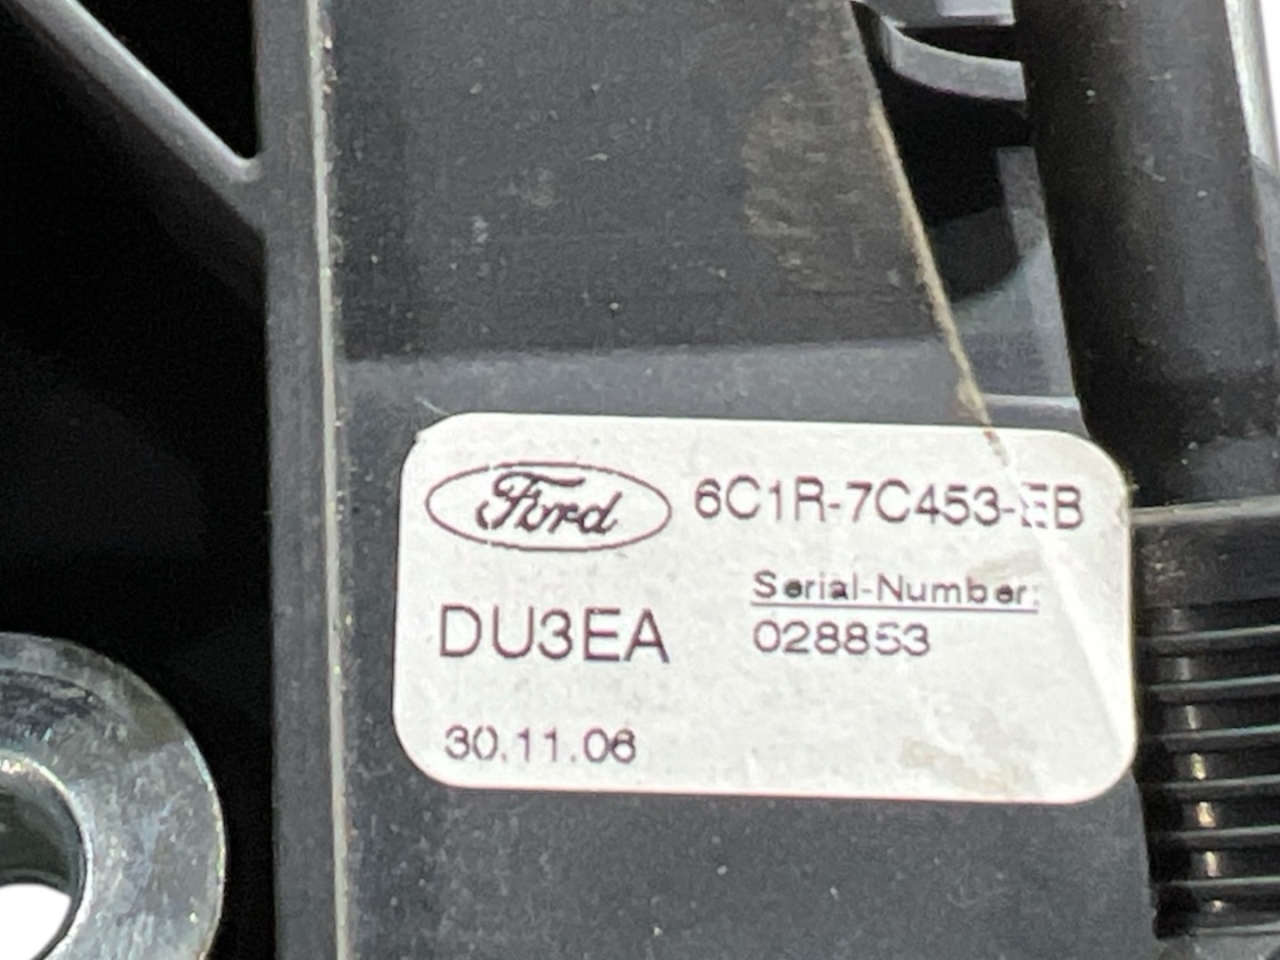 Ford 6C1R-7C453-EB
Serial-Number:
DU3EA 028853
30.11.06